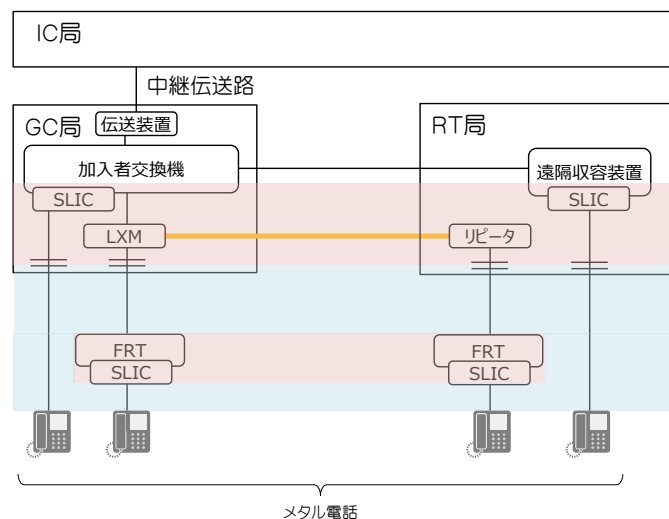 IC局
中継伝送路
GC局
伝送装置
RT局
加入者交換機
遠隔収容装置
SLIC
SLIC
LXM
リピータ
FRT
SLIC
FRT
SLIC
メタル電話